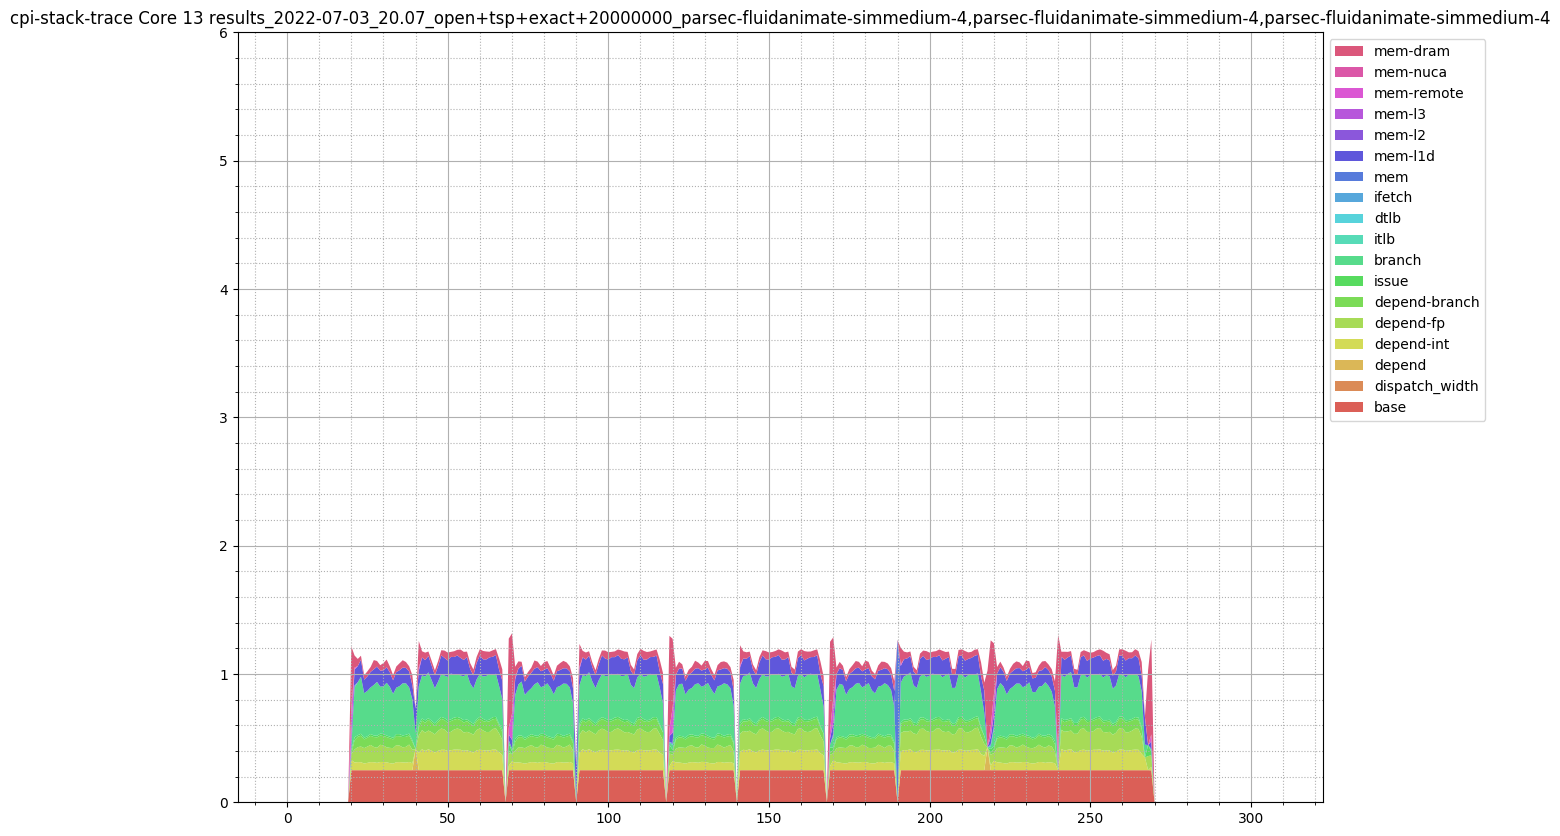 cpi-stack-trace Core 13 results_2022-07-03_20.07_open+tsp+exact+20000000_parsec-fluidanimate-simmedium-4,parsec-fluidanimate-simmedium-4,parsec-fluidanimate-simmedium-4
6
5
4
3
2
1
0
0 50 100 150 200 250 300
mem-dram
mem-nuca
mem-remote
mem-l3
mem-l2
mem-l1d
mem
ifetch
dtlb
itlb
branch
issue
depend-branch
depend-fp
depend-int
depend
dispatch_width
base